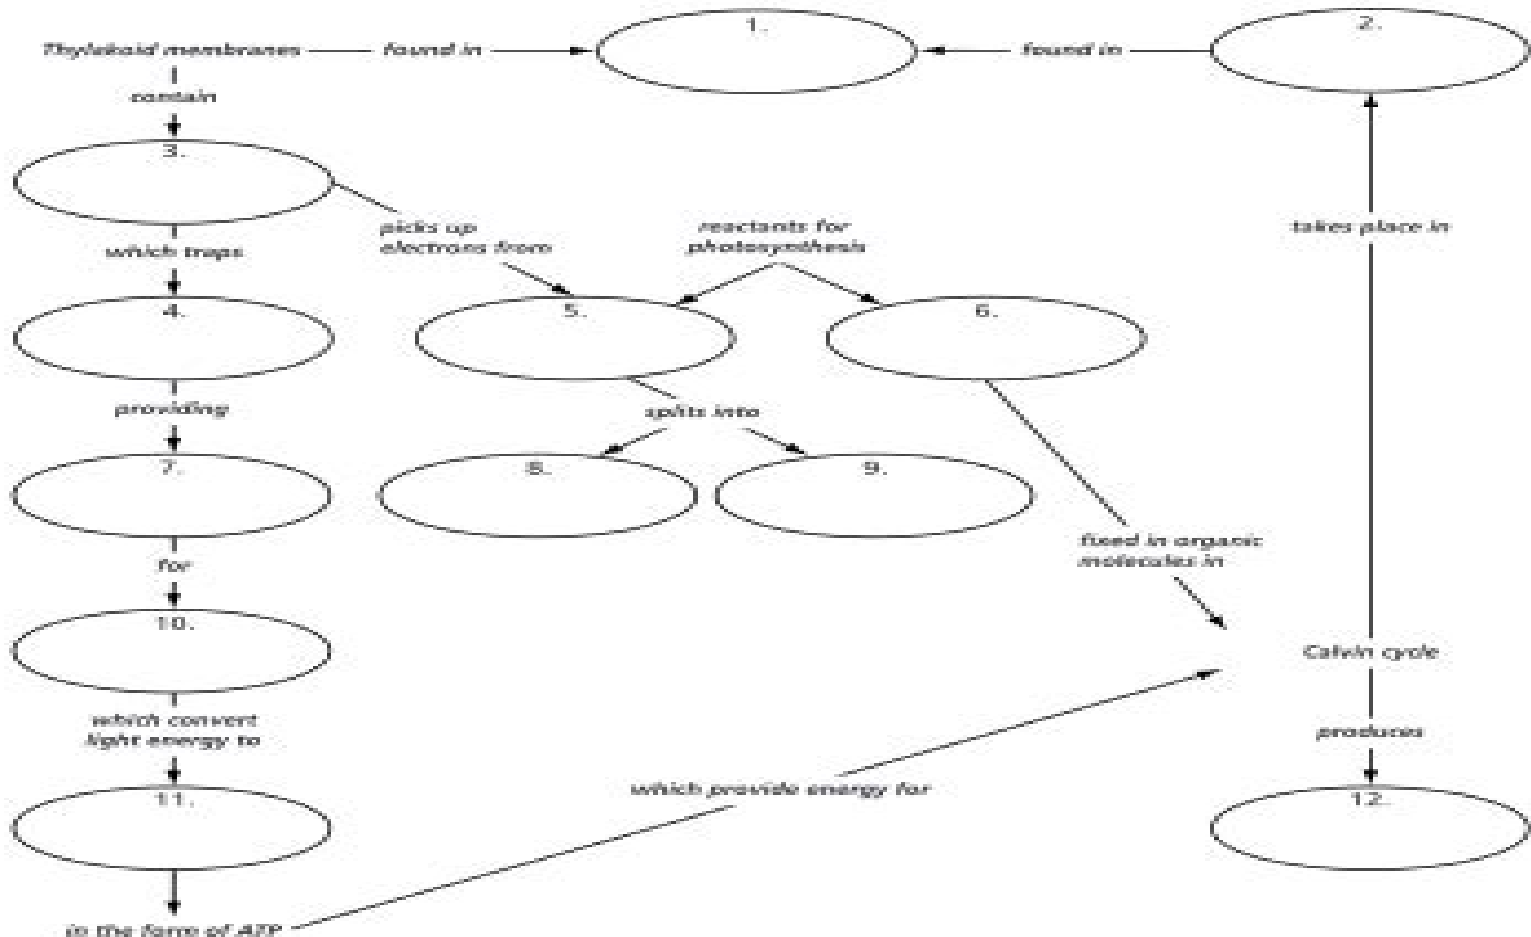 1.
2.
Thylakoid membranes
found in
found in
contain
3.
picks up
electrons from
reactants for
photosynthesis
takes place in
which traps
4.
5.
6.
providing
splits into
7.
8.
9.
fixed in organic
molecules in
for
10.
Calvin cycle
which convert
light energy to
produces
which provide energy for
11.
12.
in the form of ATP